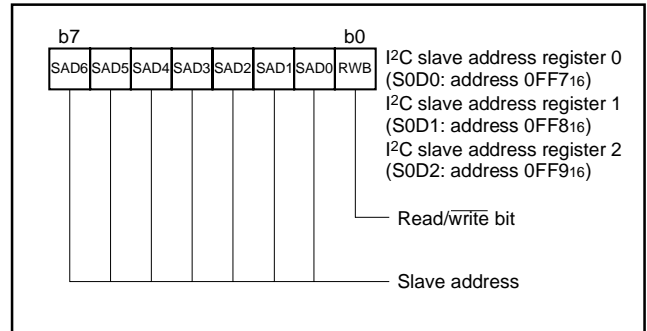 b7 b0
SAD6 SAD5 SAD4 SAD3 SAD2 SAD1 SAD0 RWB
I2C slave address register 0
(S0D0: address 0FF716)
I2C slave address register 1
(S0D1: address 0FF816)
I2C slave address register 2
(S0D2: address 0FF916)
Read/write bit
Slave address